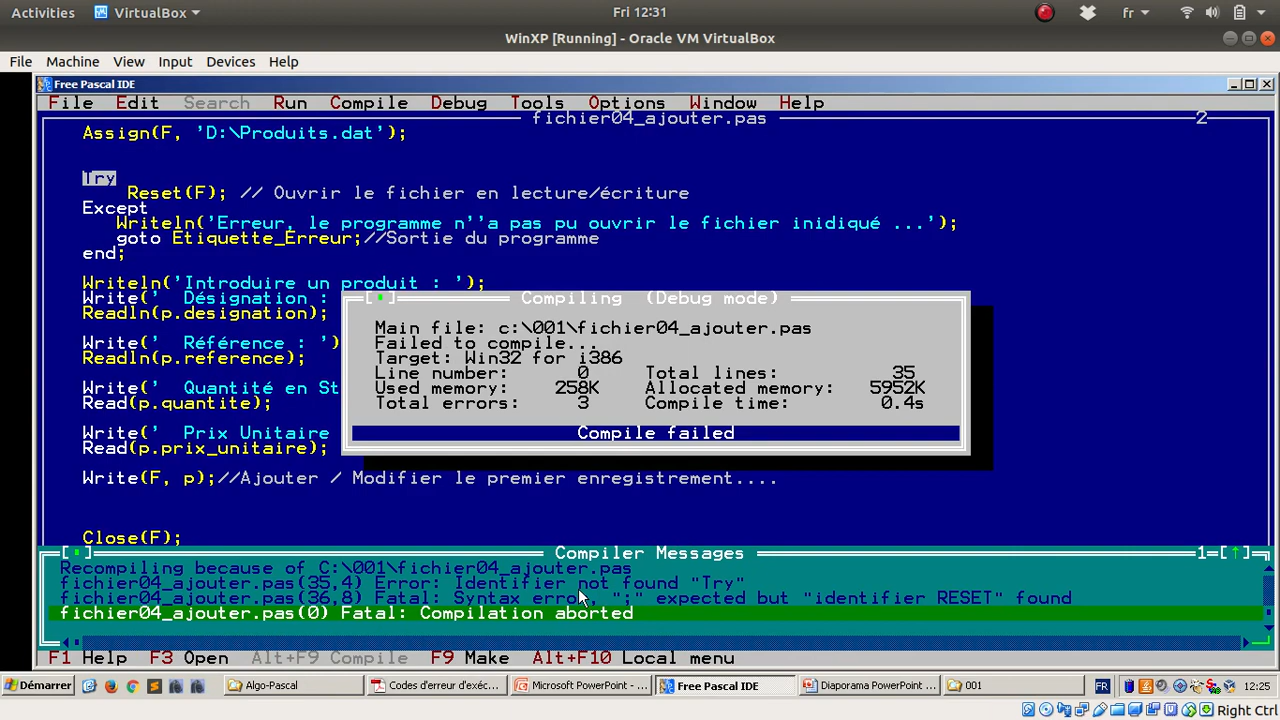 Activities VirtualBox Fri 12:31 fr
WinXP [Running] - Oracle VM VirtualBox
File Machine View Input Devices Help
Free Pascal IDE
File Edit Search Run Compile Debug Tools Options Window Help
fichier04_ajouter.pas 2
Assign(F, 'D:\Produits.dat');
Try
Reset(F); // Ouvrir le fichier en lecture/écriture
Except
Writeln('Erreur, le programme n''a pas pu ouvrir le fichier inidiqué ...');
goto Etiquette_Erreur;//Sortie du programme
end;
Writeln('Introduire un produit : ');
Write('  Désignation :
Readln(p.designation);
Write('  Référence : ')
Readln(p.reference);
Write('  Quantité en St
Read(p.quantite);
Write('  Prix Unitaire
Read(p.prix_unitaire);
Write(F, p);//Ajouter / Modifier le premier enregistrement....
Close(F);
Compiling (Debug mode)
Main file: c:\001\fichier04_ajouter.pas
Failed to compile...
Target: Win32 for i386
Line number: 0 Total lines: 35
Used memory: 258K Allocated memory: 5952K
Total errors: 3 Compile time: 0.4s
Compile failed
Compiler Messages 1=[↑]
Recompiling because of C:\001\fichier04_ajouter.pas
fichier04_ajouter.pas(35,4) Error: Identifier not found "Try"
fichier04_ajouter.pas(36,8) Fatal: Syntax error, ";" expected but "identifier RESET" found
fichier04_ajouter.pas(0) Fatal: Compilation aborted
F1 Help F3 Open Alt+F9 Compile F9 Make Alt+F10 Local menu
Démarrer Algo-Pascal Codes d'erreur d'exéc... Microsoft PowerPoint - ... Free Pascal IDE Diaporama PowerPoint ... 001 FR 12:25
Right Ctrl